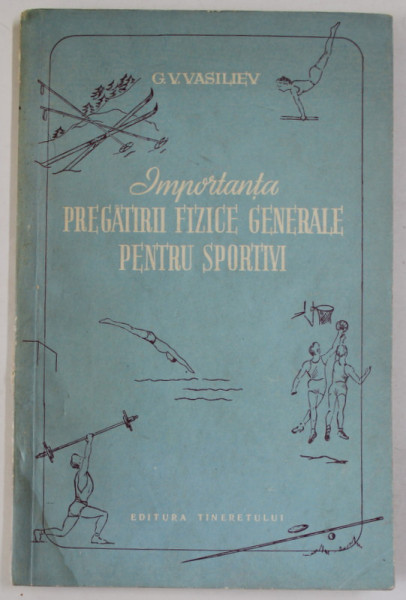 G.V. VASILIEV
Importanța
PREGĂTIRII FIZICE GENERALE
PENTRU SPORTIVI
EDITURA TINERETULUI